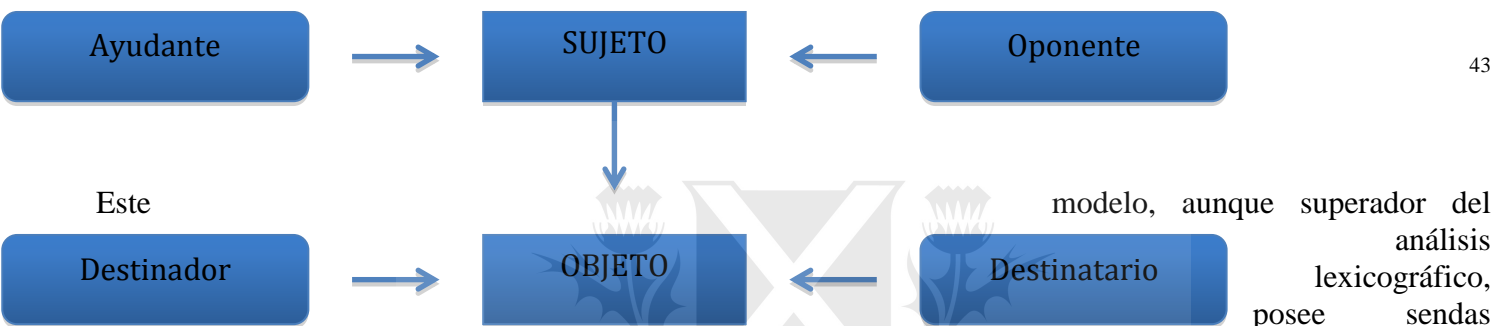 Ayudante SUJETO Oponente
43
Este modelo, aunque superador del
análisis
Destinador OBJETO Destinatario
lexicográfico,
posee sendas